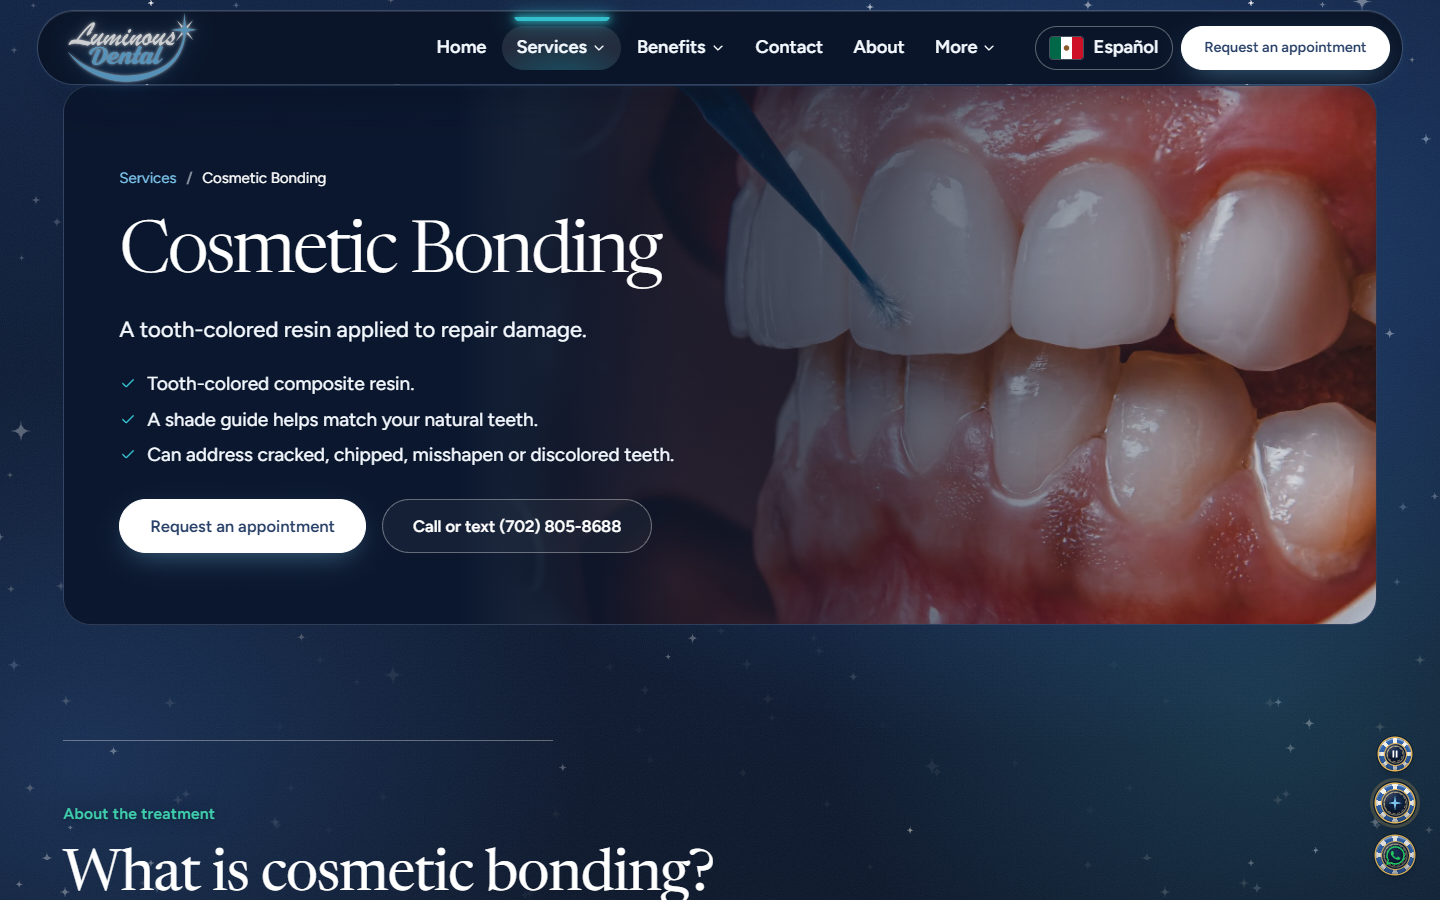 Luminous
Dental
Home
Services
Benefits
Contact
About
More
Español
Request an appointment
Services / Cosmetic Bonding
Cosmetic Bonding
A tooth-colored resin applied to repair damage.
Tooth-colored composite resin.
A shade guide helps match your natural teeth.
Can address cracked, chipped, misshapen or discolored teeth.
Request an appointment
Call or text (702) 805-8688
About the treatment
What is cosmetic bonding?